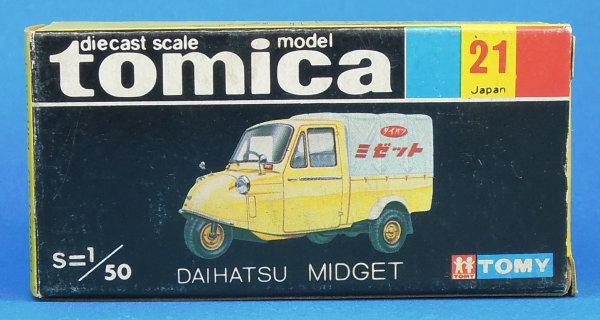 diecast scale model
tomica
21
Japan
ダイハツ
ミゼット
S=1/50
DAIHATSU MIDGET
TOMY
TOMY